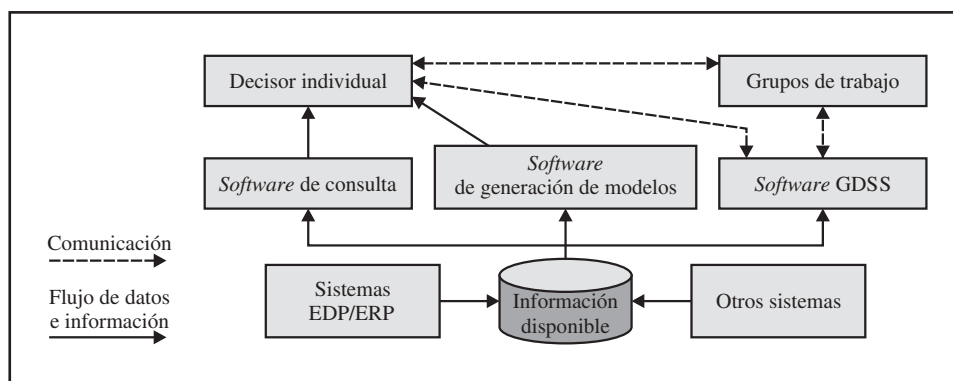 Decisor individual
Grupos de trabajo
Software de consulta
Software
de generación de modelos
Software GDSS
Comunicación
Flujo de datos
e información
Sistemas
EDP/ERP
Información
disponible
Otros sistemas